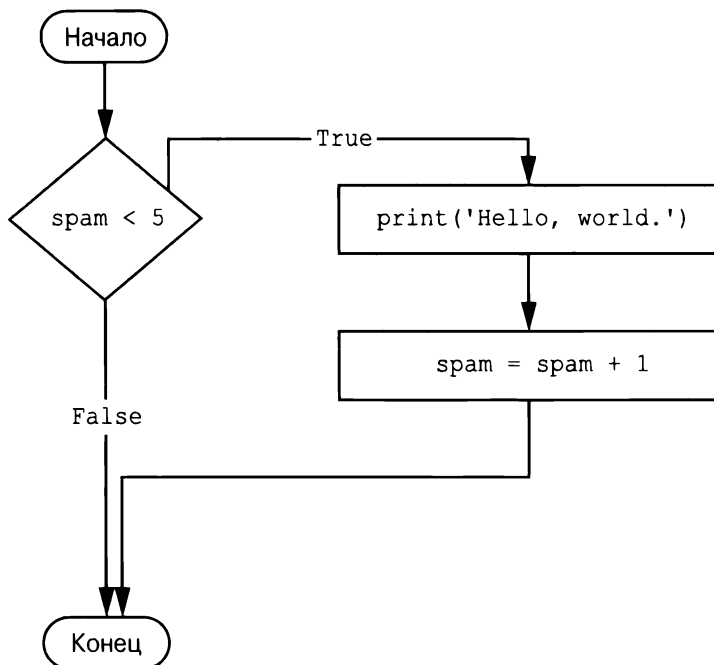 Начало
True
spam < 5
print('Hello, world.')
spam = spam + 1
False
Конец